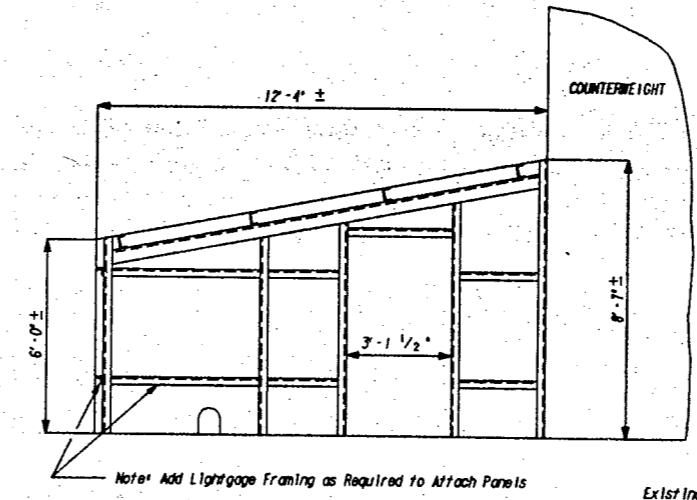 12'-4" ±
COUNTERWEIGHT
6'-0" ±
3'-1 1/2"
8'-7" ±
Note: Add Lightgage Framing as Required to Attach Panels
Existin